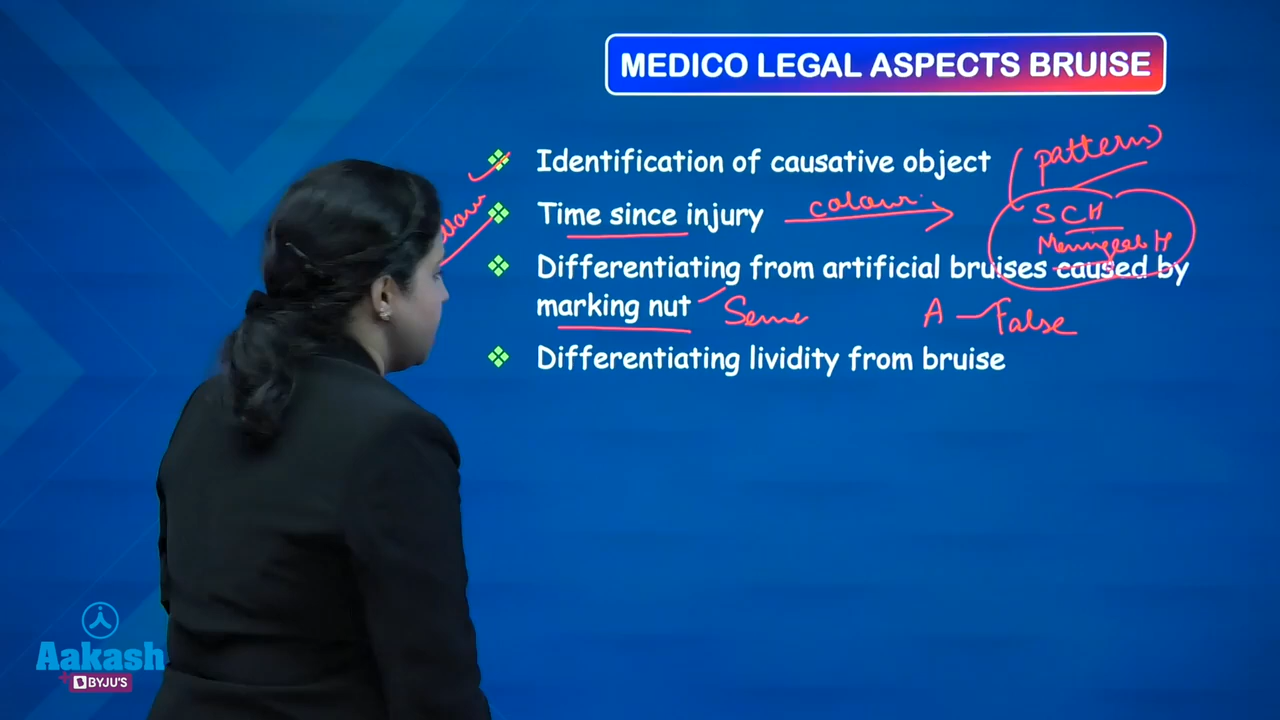 MEDICO LEGAL ASPECTS BRUISE
Identification of causative object
pattern
Time since injury
colour
SCH
Meningeal H
Differentiating from artificial bruises caused by
marking nut
A — False
Differentiating lividity from bruise
Aakash
+ BYJU'S